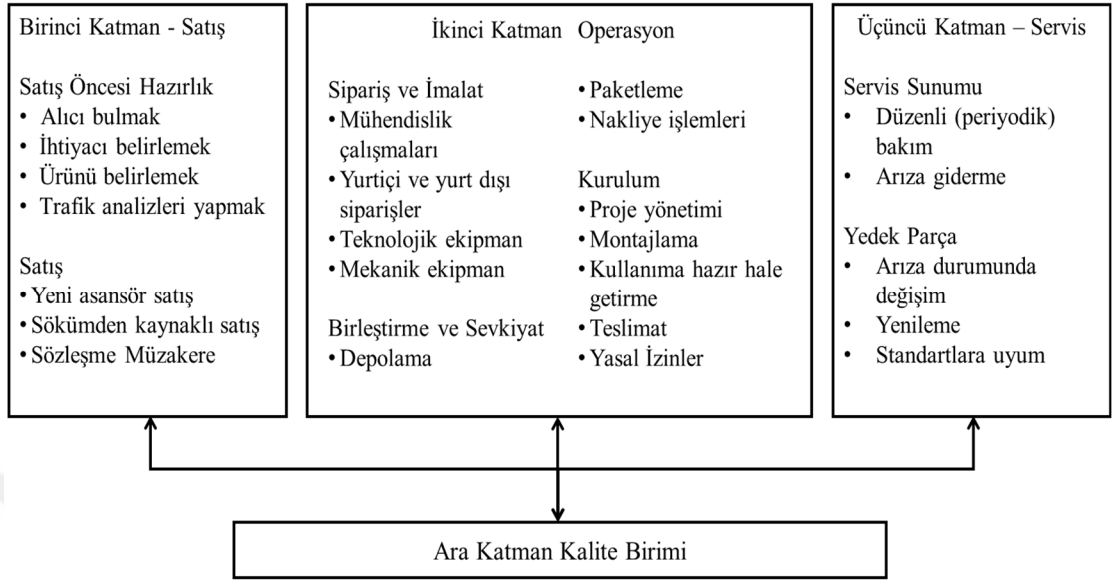 Birinci Katman - Satış
Satış Öncesi Hazırlık
• Alıcı bulmak
• İhtiyacı belirlemek
• Ürünü belirlemek
• Trafik analizleri yapmak
Satış
• Yeni asansör satış
• Sökümden kaynaklı satış
• Sözleşme Müzakere
İkinci Katman Operasyon
Sipariş ve İmalat
• Mühendislik
çalışmaları
• Yurtiçi ve yurt dışı
siparişler
• Teknolojik ekipman
• Mekanik ekipman
Birleştirme ve Sevkiyat
• Depolama
• Paketleme
• Nakliye işlemleri
Kurulum
• Proje yönetimi
• Montajlama
• Kullanıma hazır hale
getirme
• Teslimat
• Yasal İzinler
Üçüncü Katman – Servis
Servis Sunumu
• Düzenli (periyodik)
bakım
• Arıza giderme
Yedek Parça
• Arıza durumunda
değişim
• Yenileme
• Standartlara uyum
Ara Katman Kalite Birimi